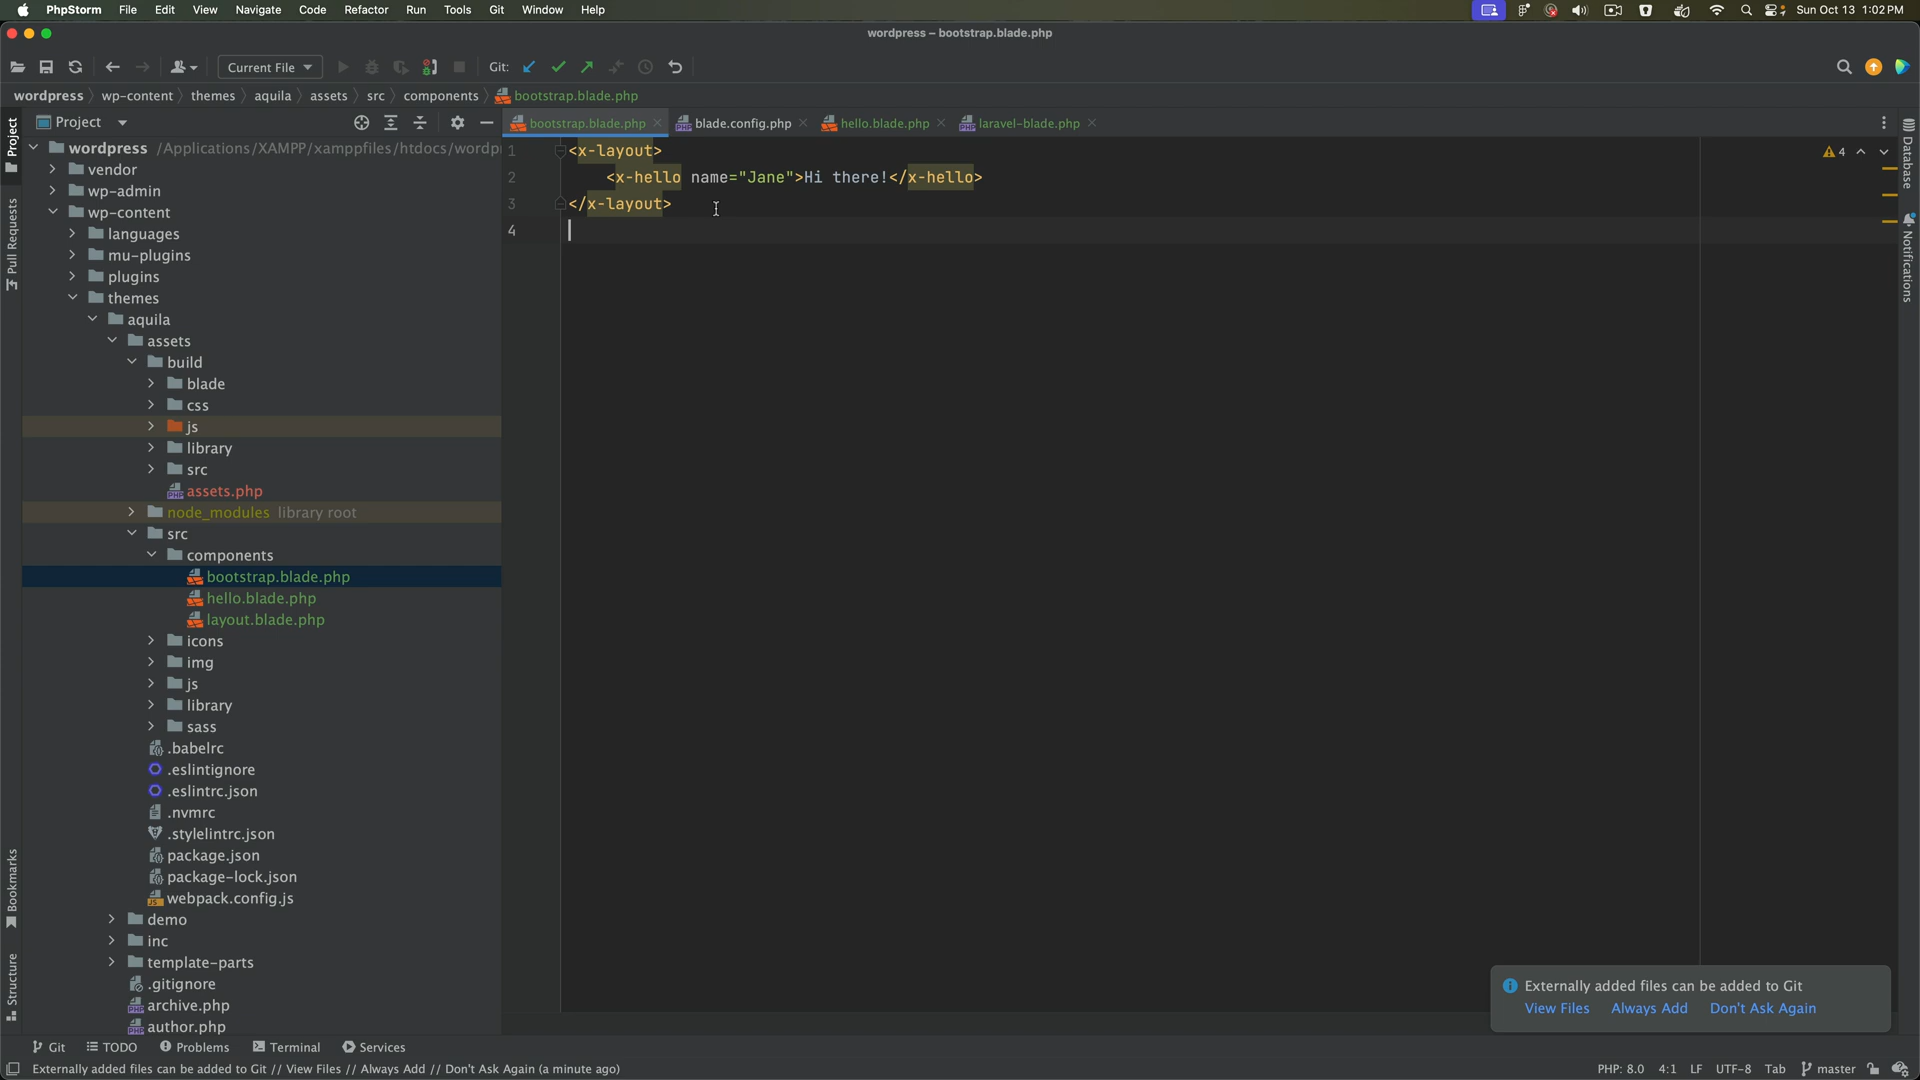 PhpStorm File Edit View Navigate Code Refactor Run Tools Git Window Help Sun Oct 13 1:02 PM
wordpress – bootstrap.blade.php
Current File Git:
wordpress wp-content themes aquila assets src components bootstrap.blade.php
Project
bootstrap.blade.php blade.config.php hello.blade.php laravel-blade.php
Project
Pull Requests
Bookmarks
Structure
wordpress /Applications/XAMPP/xamppfiles/htdocs/wordp
vendor
wp-admin
wp-content
languages
mu-plugins
plugins
themes
aquila
assets
build
blade
css
js
library
src
assets.php
node_modules library root
src
components
bootstrap.blade.php
hello.blade.php
layout.blade.php
icons
img
js
library
sass
.babelrc
.eslintignore
.eslintrc.json
.nvmrc
.stylelintrc.json
package.json
package-lock.json
webpack.config.js
demo
inc
template-parts
.gitignore
archive.php
author.php
1 <x-layout>
2 <x-hello name="Jane">Hi there!</x-hello>
3 </x-layout>
4
4
Database
Notifications
Externally added files can be added to Git
View Files Always Add Don't Ask Again
Git TODO Problems Terminal Services
Externally added files can be added to Git // View Files // Always Add // Don't Ask Again (a minute ago) PHP: 8.0 4:1 LF UTF-8 Tab master